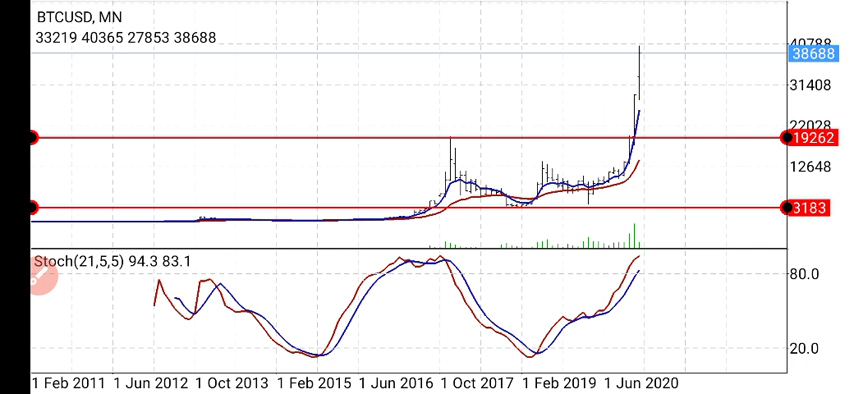 BTCUSD, MN
33219 40365 27853 38688
40788
38688
31408
22028
19262
12648
3183
Stoch(21,5,5) 94.3 83.1
80.0
20.0
1 Feb 2011 1 Jun 2012 1 Oct 2013 1 Feb 2015 1 Jun 2016 1 Oct 2017 1 Feb 2019 1 Jun 2020